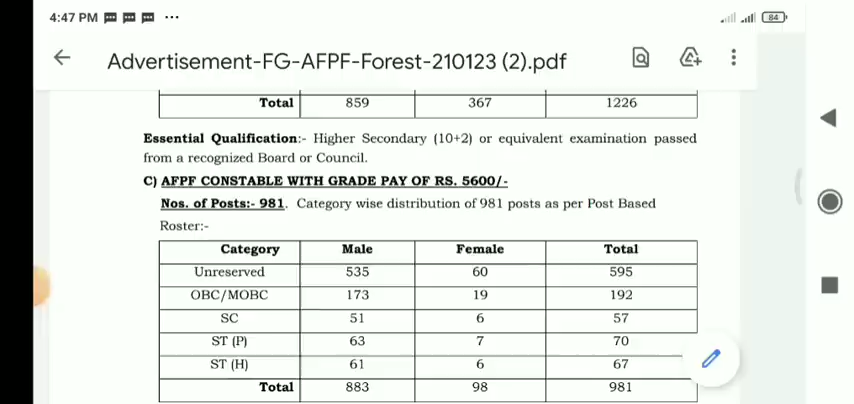 4:47 PM ... 84
Advertisement-FG-AFPF-Forest-210123 (2).pdf
Total 859 367 1226
Essential Qualification:- Higher Secondary (10+2) or equivalent examination passed
from a recognized Board or Council.
C) AFPF CONSTABLE WITH GRADE PAY OF RS. 5600/-
Nos. of Posts:- 981. Category wise distribution of 981 posts as per Post Based
Roster:-
Category Male Female Total
Unreserved 535 60 595
OBC/MOBC 173 19 192
SC 51 6 57
ST (P) 63 7 70
ST (H) 61 6 67
Total 883 98 981